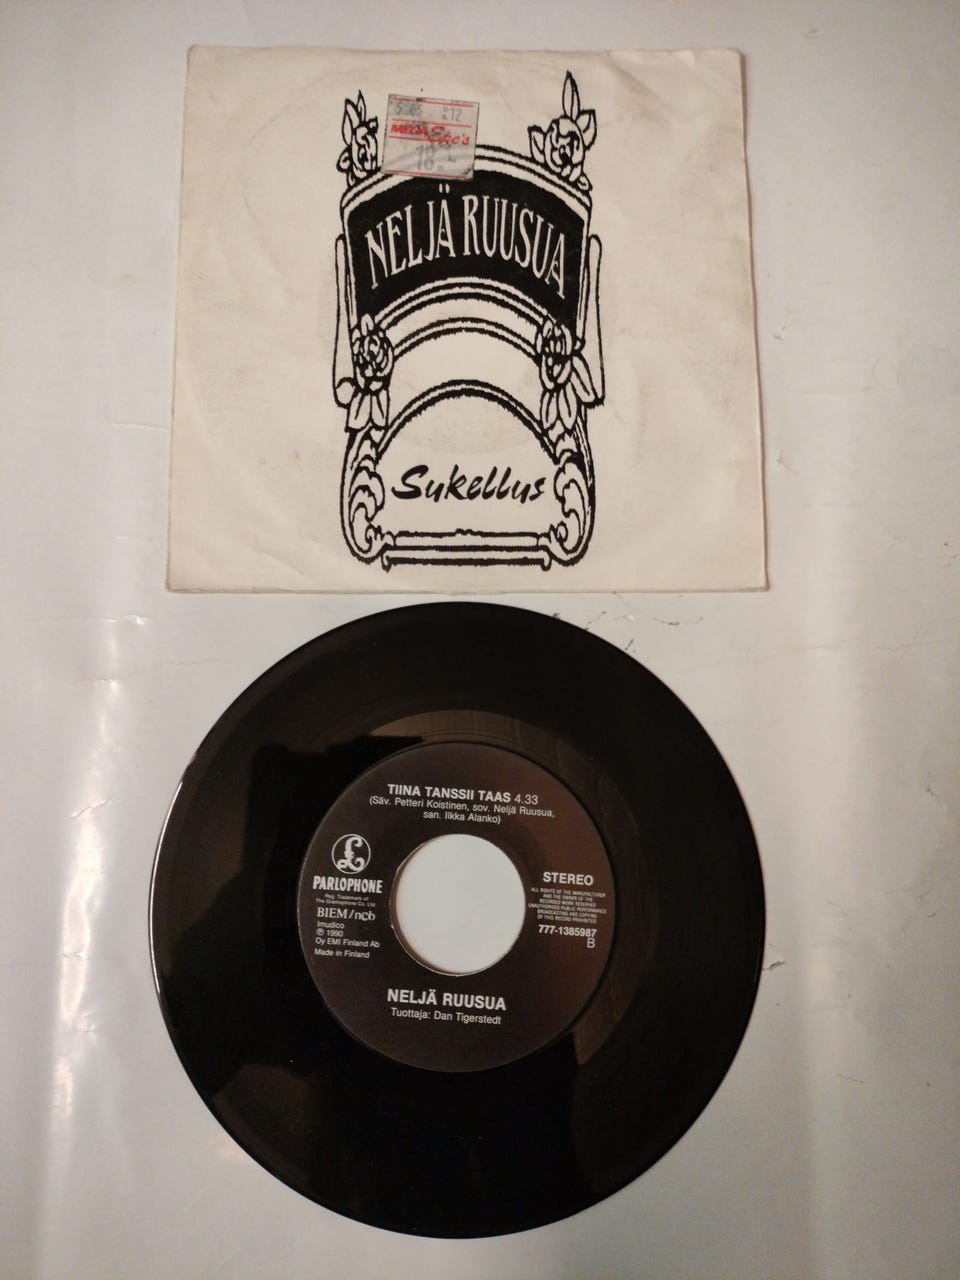 MEGA Epe's
NELJÄ RUUSUA
Sukellus
TIINA TANSSII TAAS 4.33
(Säv. Petteri Koistinen, sov. Neljä Ruusua,
san. Ilkka Alanko)
£
PARLOPHONE
Reg. Trademark of
The Gramophone Co. Ltd.
BIEM/ncb
Imudico
℗ 1990
Oy EMI Finland Ab
Made in Finland
STEREO
ALL RIGHTS OF THE MANUFACTURER
AND THE OWNER OF THE
RECORDED WORK RESERVED
UNAUTHORISED PUBLIC PERFORMANCE
BROADCASTING AND COPYING
OF THIS RECORD PROHIBITED
777-1385987
B
NELJÄ RUUSUA
Tuottaja: Dan Tigerstedt